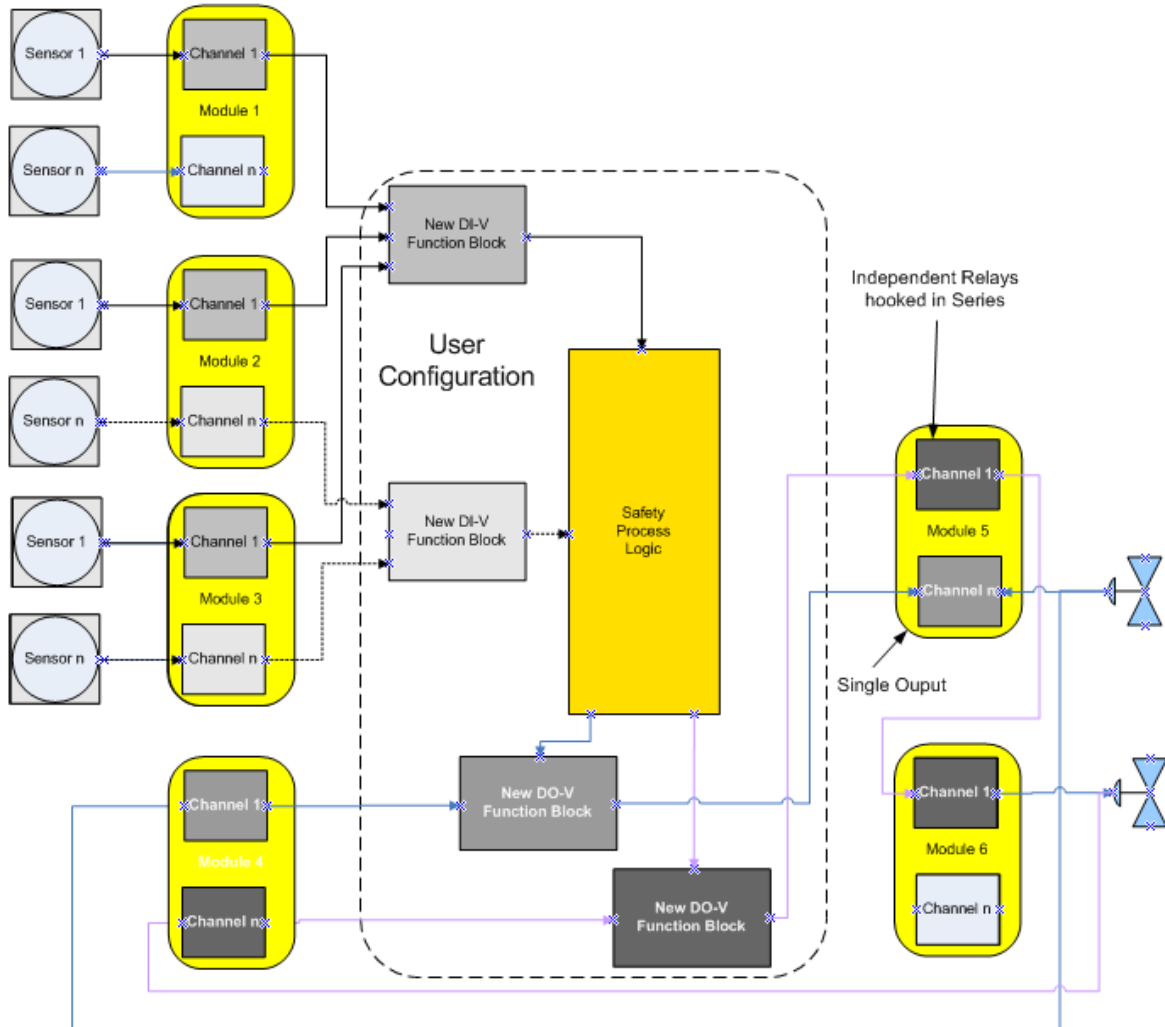 Sensor 1
Channel 1
Module 1
Sensor n
Channel n
New DI-V
Function Block
Sensor 1
Channel 1
Module 2
Sensor n
Channel n
User
Configuration
Independent Relays
hooked in Series
Sensor 1
Channel 1
Module 3
Sensor n
Channel n
New DI-V
Function Block
Safety
Process
Logic
Channel 1
Module 5
Channel n
Single Ouput
Channel 1
Module 4
Channel n
New DO-V
Function Block
New DO-V
Function Block
Channel 1
Module 6
Channel n